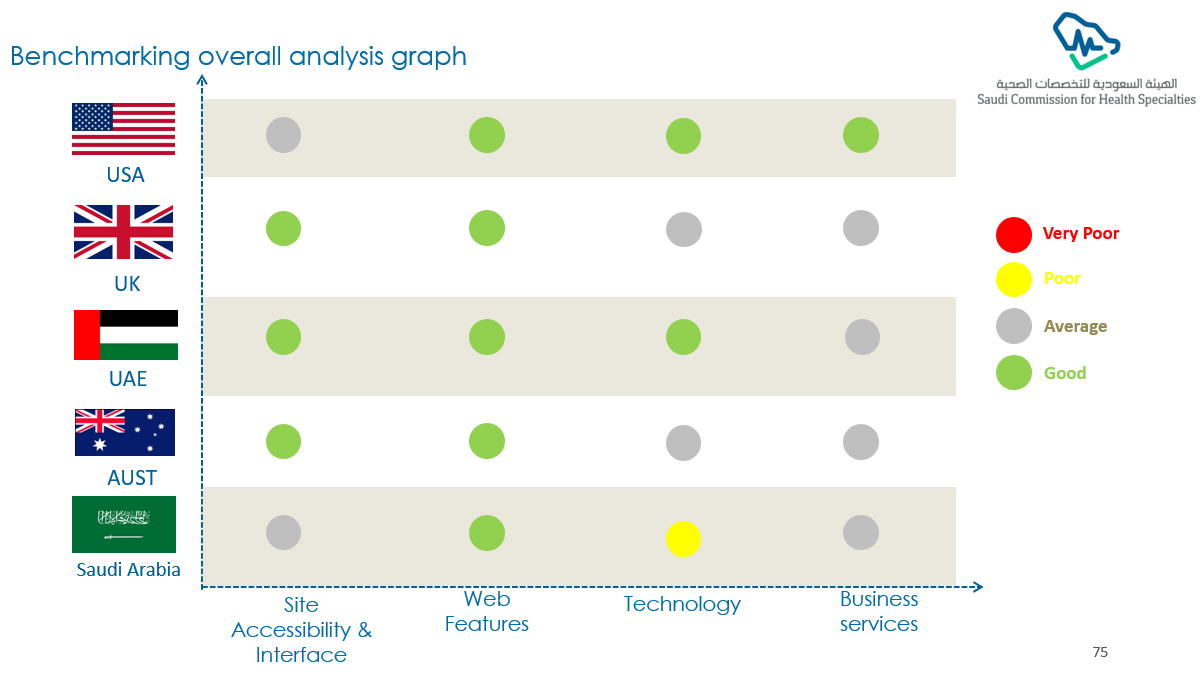 Benchmarking overall analysis graph
الهيئة السعودية للتخصصات الصحية
Saudi Commission for Health Specialties
USA
UK
UAE
AUST
Saudi Arabia
Very Poor
Poor
Average
Good
Site
Accessibility &
Interface
Web
Features
Technology
Business
services
75